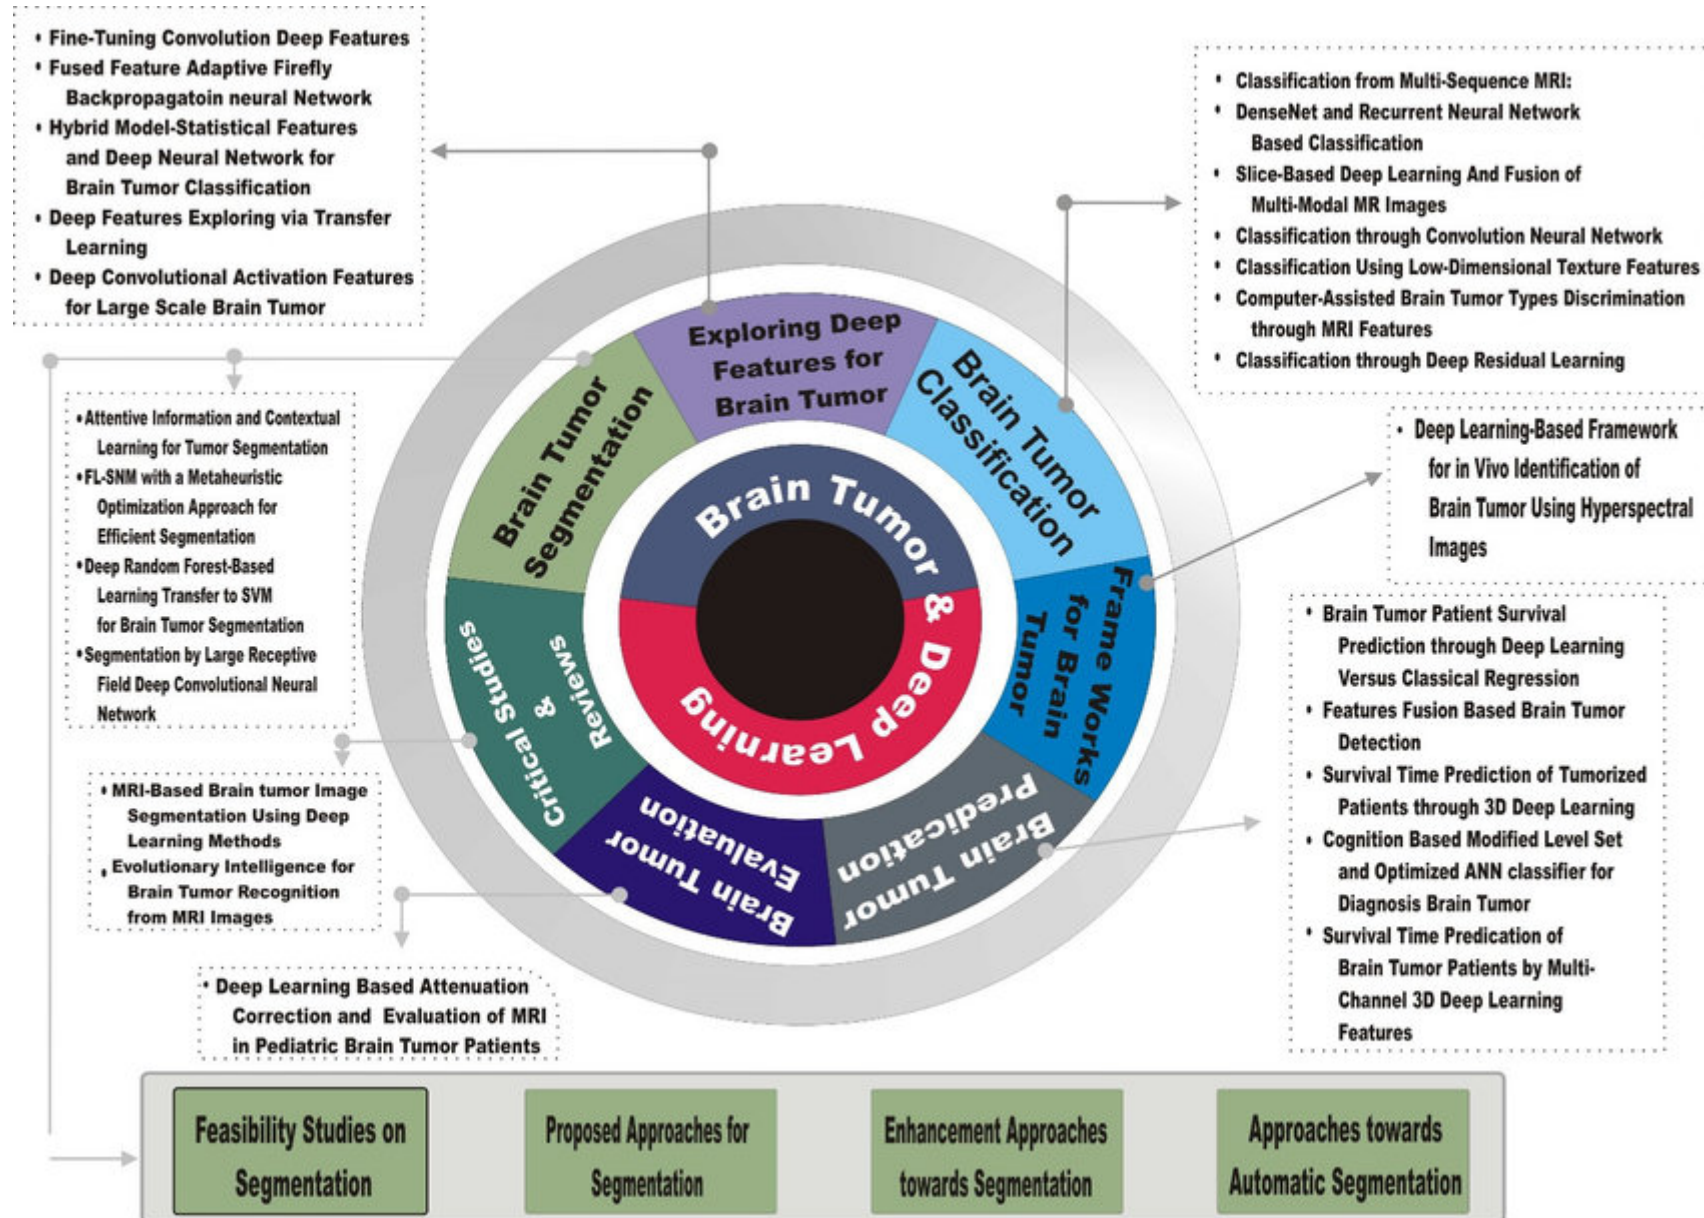 • Fine-Tuning Convolution Deep Features
• Fused Feature Adaptive Firefly
Backpropagatoin neural Network
• Hybrid Model-Statistical Features
and Deep Neural Network for
Brain Tumor Classification
• Deep Features Exploring via Transfer
Learning
• Deep Convolutional Activation Features
for Large Scale Brain Tumor
• Classification from Multi-Sequence MRI:
• DenseNet and Recurrent Neural Network
Based Classification
• Slice-Based Deep Learning And Fusion of
Multi-Modal MR Images
• Classification through Convolution Neural Network
• Classification Using Low-Dimensional Texture Features
• Computer-Assisted Brain Tumor Types Discrimination
through MRI Features
• Classification through Deep Residual Learning
Exploring Deep
Features for
Brain Tumor
Brain Tumor
Classification
Frame Works
for Brain
Tumor
Brain Tumor
Predication
Brain Tumor
Evaluation
Critical Studies
&
Reviews
Brain Tumor
Segmentation
Brain Tumor & Deep Learning
• Attentive Information and Contextual
Learning for Tumor Segmentation
• FL-SNM with a Metaheuristic
Optimization Approach for
Efficient Segmentation
• Deep Random Forest-Based
Learning Transfer to SVM
for Brain Tumor Segmentation
• Segmentation by Large Receptive
Field Deep Convolutional Neural
Network
• Deep Learning-Based Framework
for in Vivo Identification of
Brain Tumor Using Hyperspectral
Images
• Brain Tumor Patient Survival
Prediction through Deep Learning
Versus Classical Regression
• Features Fusion Based Brain Tumor
Detection
• Survival Time Prediction of Tumorized
Patients through 3D Deep Learning
• Cognition Based Modified Level Set
and Optimized ANN classifier for
Diagnosis Brain Tumor
• Survival Time Predication of
Brain Tumor Patients by Multi-
Channel 3D Deep Learning
Features
• MRI-Based Brain tumor Image
Segmentation Using Deep
Learning Methods
• Evolutionary Intelligence for
Brain Tumor Recognition
from MRI Images
• Deep Learning Based Attenuation
Correction and Evaluation of MRI
in Pediatric Brain Tumor Patients
Feasibility Studies on
Segmentation
Proposed Approaches for
Segmentation
Enhancement Approaches
towards Segmentation
Approaches towards
Automatic Segmentation